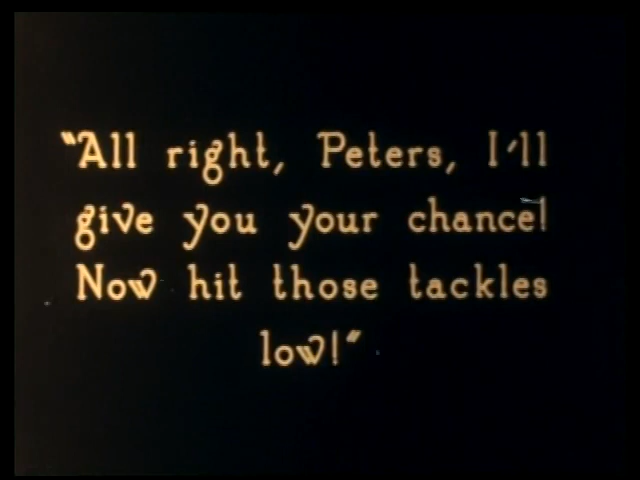 "All right, Peters, I'll
give you your chance!
Now hit those tackles
low!"